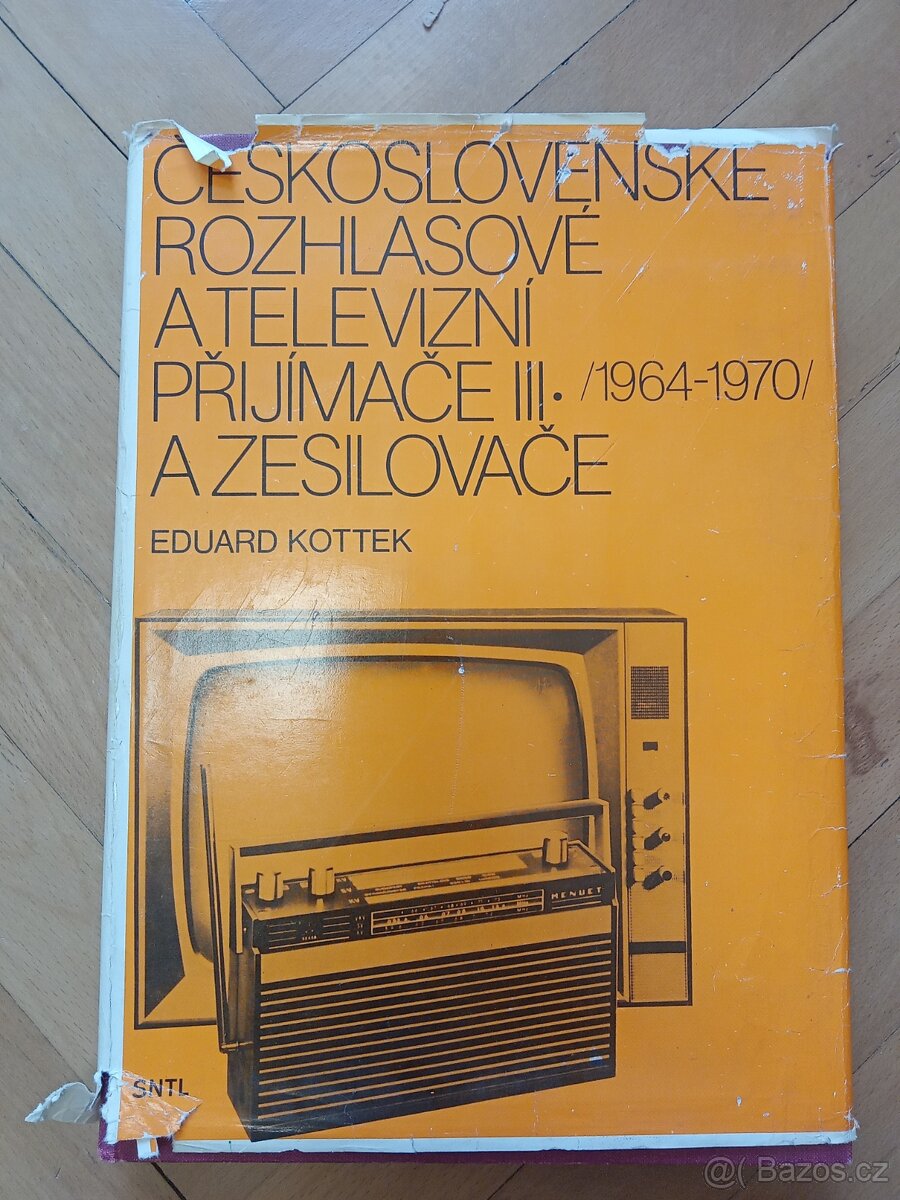 ČESKOSLOVENSKÉ
ROZHLASOVÉ
A TELEVIZNÍ
PŘIJÍMAČE III. /1964-1970/
A ZESILOVAČE
EDUARD KOTTEK
MENUET
SNTL
@( Bazos.cz